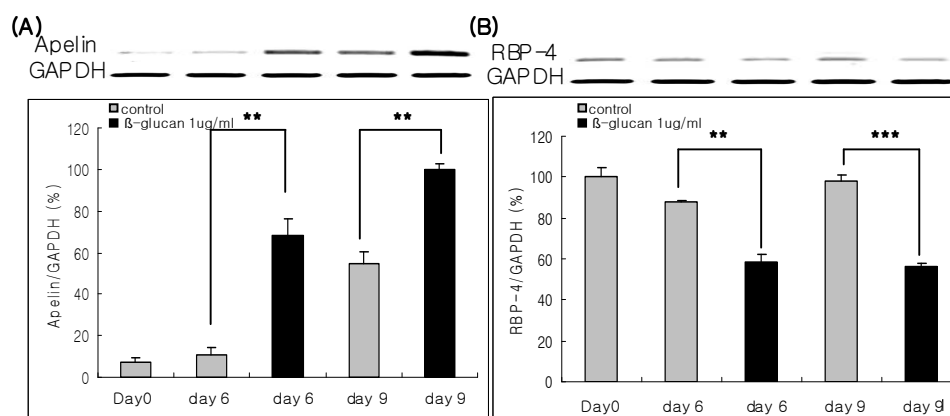 (A)
Apelin
GAPDH
control
ß-glucan 1ug/ml
**
**
Apelin/GAPDH (%)
120
100
80
60
40
20
0
Day0
day 6
day 6
day 9
day 9
(B)
RBP-4
GAPDH
control
ß-glucan 1ug/ml
**
***
RBP-4/GAPDH (%)
120
100
80
60
40
20
0
Day0
day 6
day 6
day 9
day 9